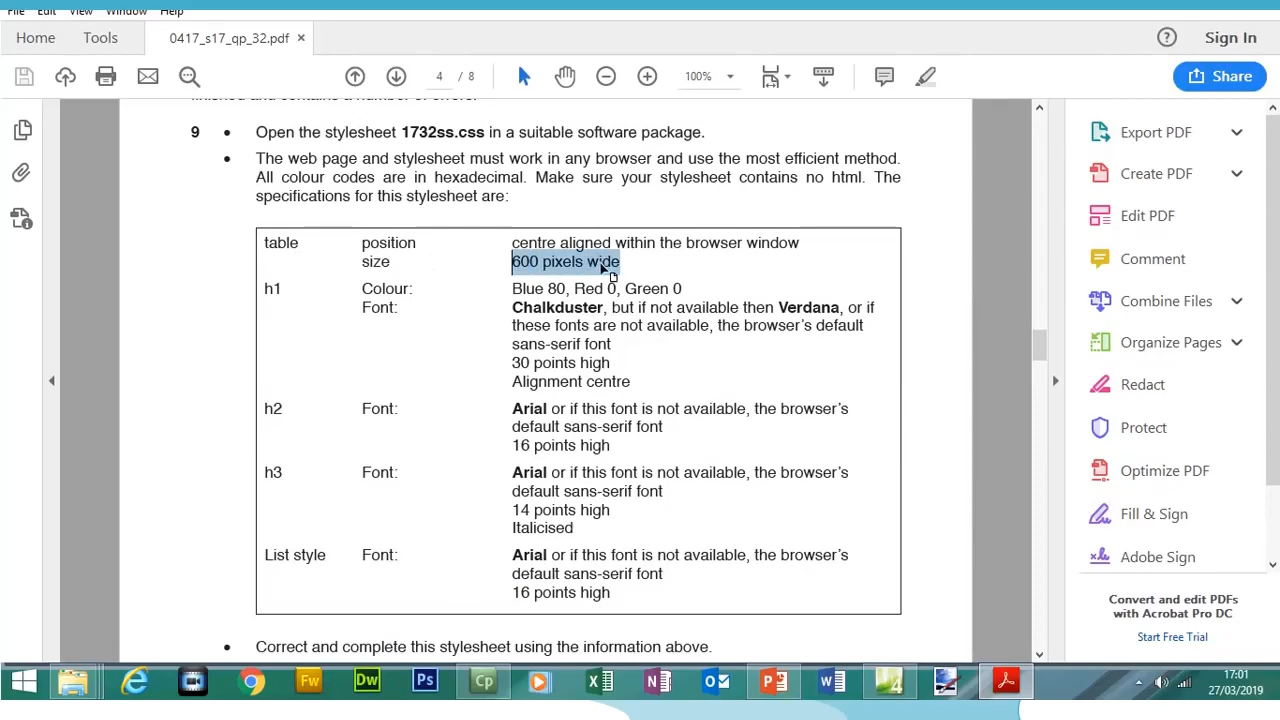 File Edit View Window Help
Home Tools 0417_s17_qp_32.pdf × Sign In
4 / 8 100% Share
finished and contains a number of errors.
9 • Open the stylesheet 1732ss.css in a suitable software package.
• The web page and stylesheet must work in any browser and use the most efficient method.
All colour codes are in hexadecimal. Make sure your stylesheet contains no html. The
specifications for this stylesheet are:
table position centre aligned within the browser window
size 600 pixels wide
h1 Colour: Blue 80, Red 0, Green 0
Font: Chalkduster, but if not available then Verdana, or if
these fonts are not available, the browser's default
sans-serif font
30 points high
Alignment centre
h2 Font: Arial or if this font is not available, the browser's
default sans-serif font
16 points high
h3 Font: Arial or if this font is not available, the browser's
default sans-serif font
14 points high
Italicised
List style Font: Arial or if this font is not available, the browser's
default sans-serif font
16 points high
• Correct and complete this stylesheet using the information above.
Export PDF
Create PDF
Edit PDF
Comment
Combine Files
Organize Pages
Redact
Protect
Optimize PDF
Fill & Sign
Adobe Sign
Convert and edit PDFs
with Acrobat Pro DC
Start Free Trial
Fw Dw Ps Cp 4
17:01
27/03/2019